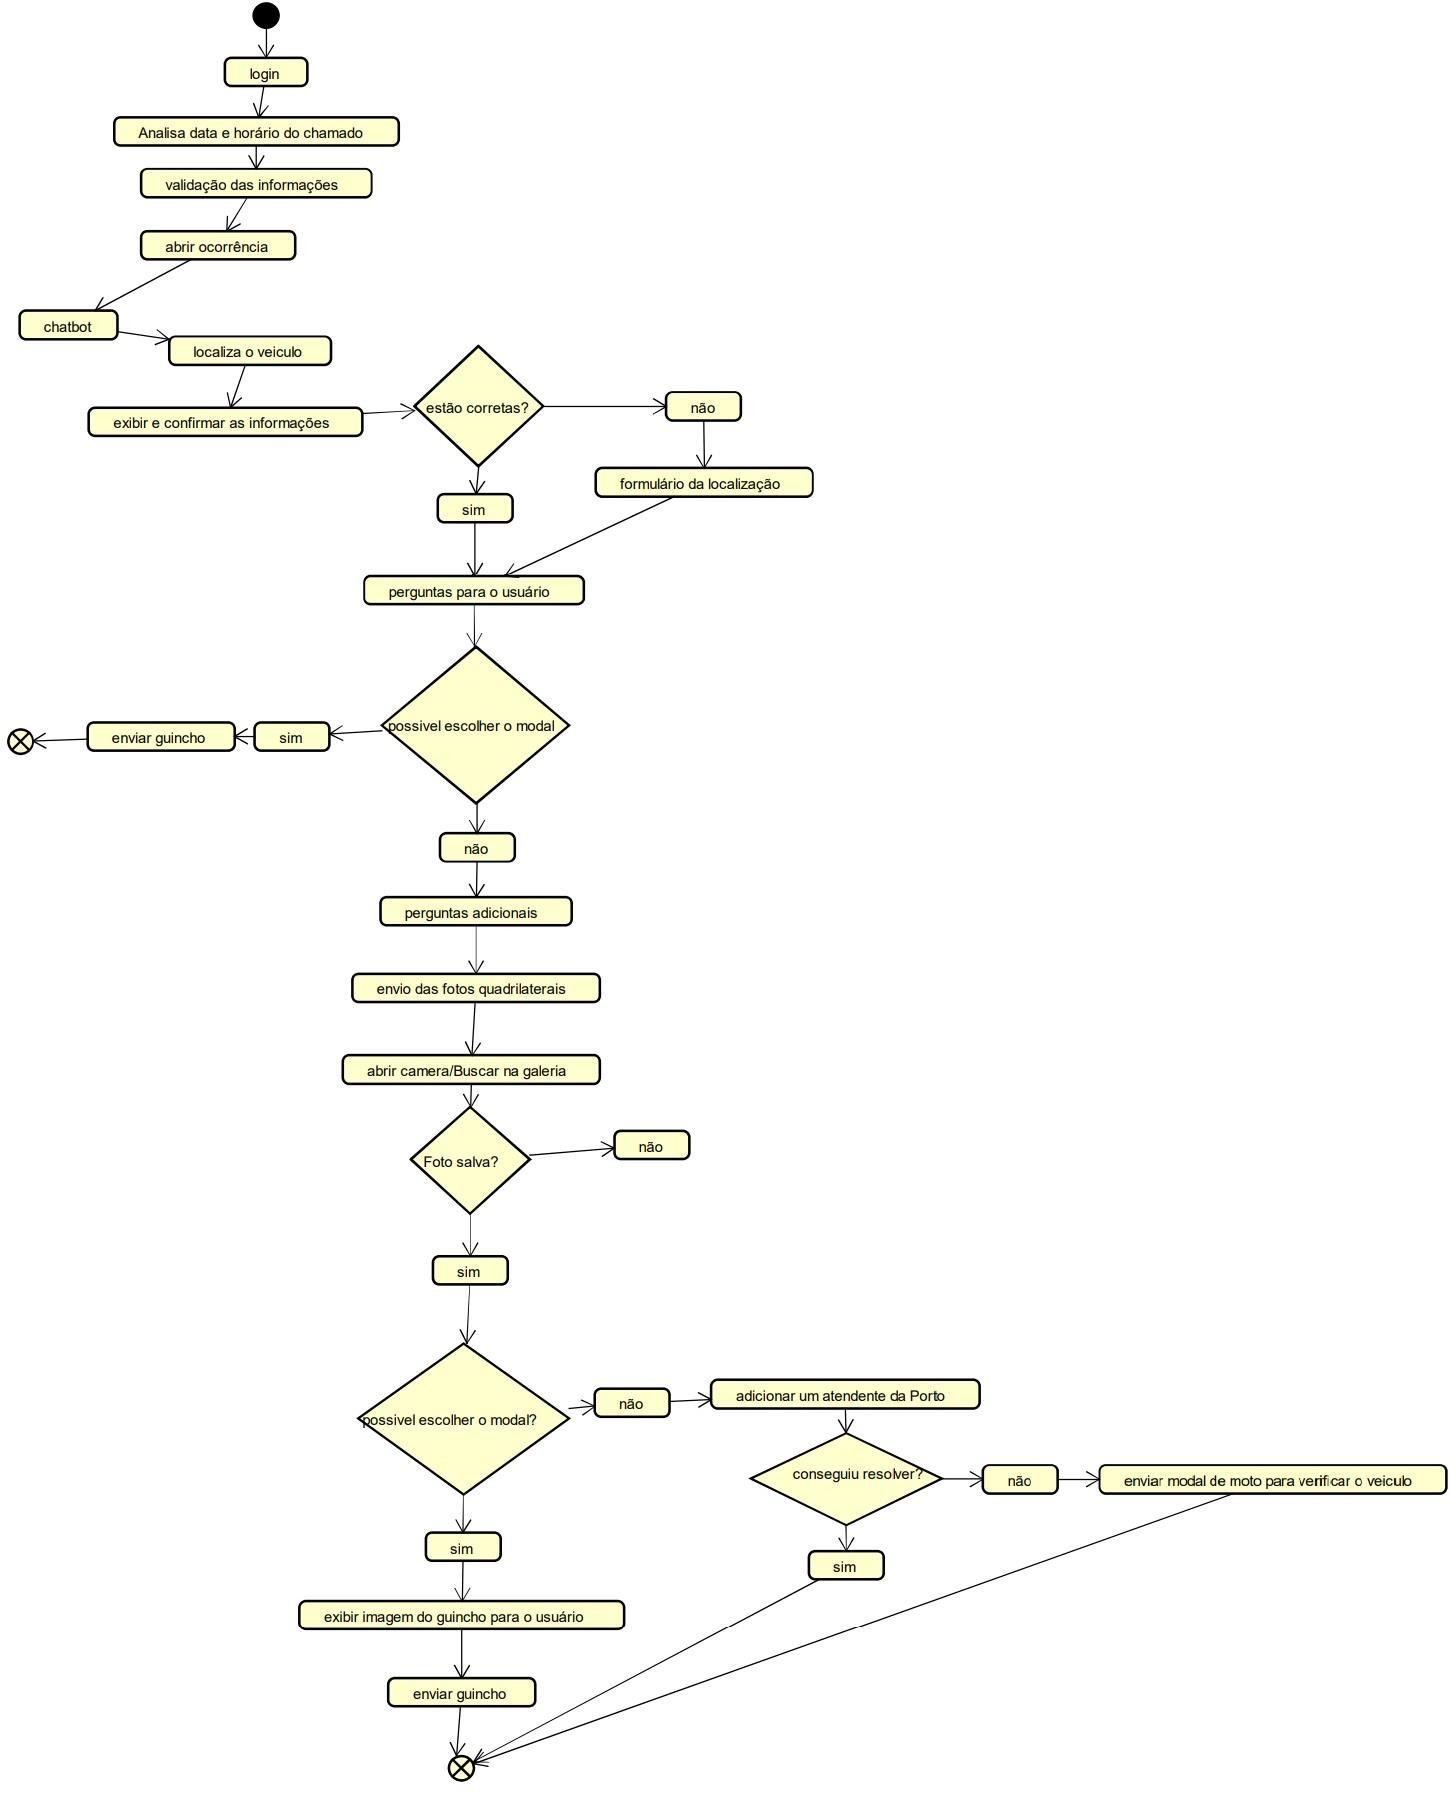 login
Analisa data e horário do chamado
validação das informações
abrir ocorrência
chatbot
localiza o veiculo
exibir e confirmar as informações
estão corretas?
não
formulário da localização
sim
perguntas para o usuário
possivel escolher o modal
sim
enviar guincho
não
perguntas adicionais
envio das fotos quadrilaterais
abrir camera/Buscar na galeria
Foto salva?
não
sim
possivel escolher o modal?
não
adicionar um atendente da Porto
conseguiu resolver?
não
enviar modal de moto para verificar o veiculo
sim
sim
exibir imagem do guincho para o usuário
enviar guincho